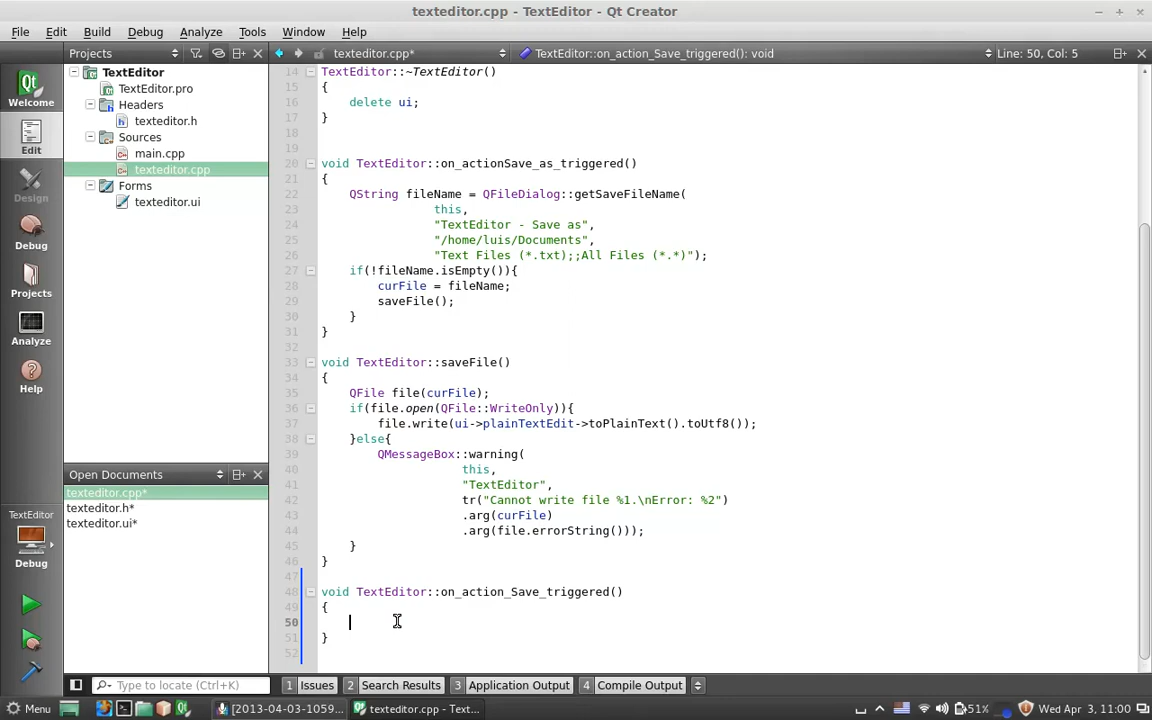 texteditor.cpp - TextEditor - Qt Creator
File Edit Build Debug Analyze Tools Window Help
Projects
texteditor.cpp*
TextEditor::on_action_Save_triggered(): void
Line: 50, Col: 5
Qt
Welcome
Edit
Design
Debug
Projects
Analyze
Help
TextEditor
Debug
TextEditor
TextEditor.pro
Headers
texteditor.h
Sources
main.cpp
texteditor.cpp
Forms
texteditor.ui
Open Documents
texteditor.cpp*
texteditor.h*
texteditor.ui*
14 TextEditor::~TextEditor()
15 {
16 delete ui;
17 }
18
19
20 void TextEditor::on_actionSave_as_triggered()
21 {
22 QString fileName = QFileDialog::getSaveFileName(
23 this,
24 "TextEditor - Save as",
25 "/home/luis/Documents",
26 "Text Files (*.txt);;All Files (*.*)");
27 if(!fileName.isEmpty()){
28 curFile = fileName;
29 saveFile();
30 }
31 }
32
33 void TextEditor::saveFile()
34 {
35 QFile file(curFile);
36 if(file.open(QFile::WriteOnly)){
37 file.write(ui->plainTextEdit->toPlainText().toUtf8());
38 }else{
39 QMessageBox::warning(
40 this,
41 "TextEditor",
42 tr("Cannot write file %1.\nError: %2")
43 .arg(curFile)
44 .arg(file.errorString()));
45 }
46 }
47
48 void TextEditor::on_action_Save_triggered()
49 {
50
51 }
52
Type to locate (Ctrl+K)
1 Issues
2 Search Results
3 Application Output
4 Compile Output
Menu
[2013-04-03-1059...
texteditor.cpp - Text...
51%
Wed Apr 3, 11:00